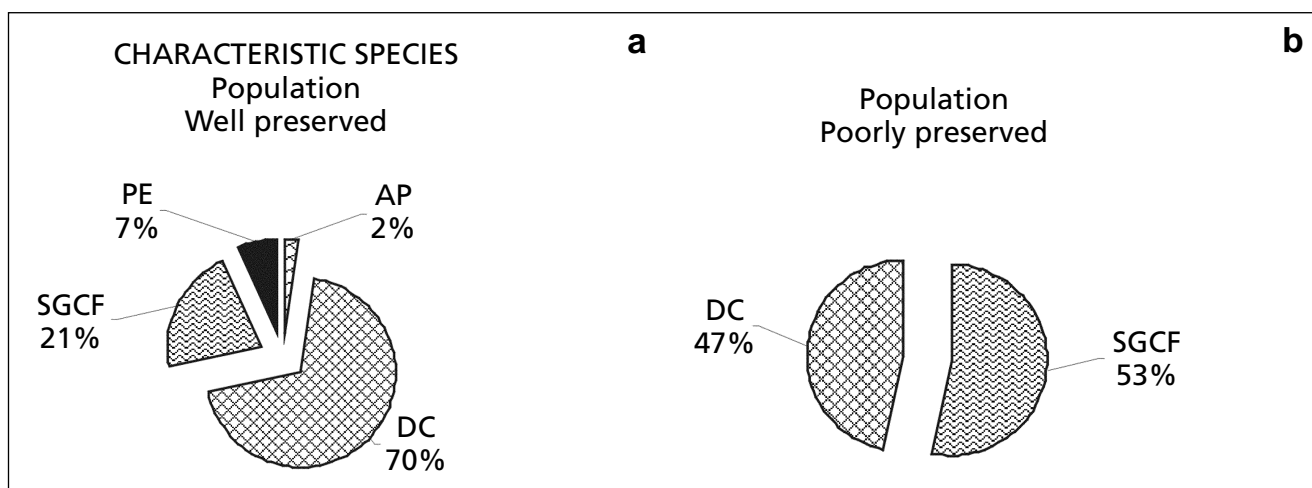 CHARACTERISTIC SPECIES
Population
Well preserved
a
PE
7%
AP
2%
SGCF
21%
DC
70%
b
Population
Poorly preserved
DC
47%
SGCF
53%